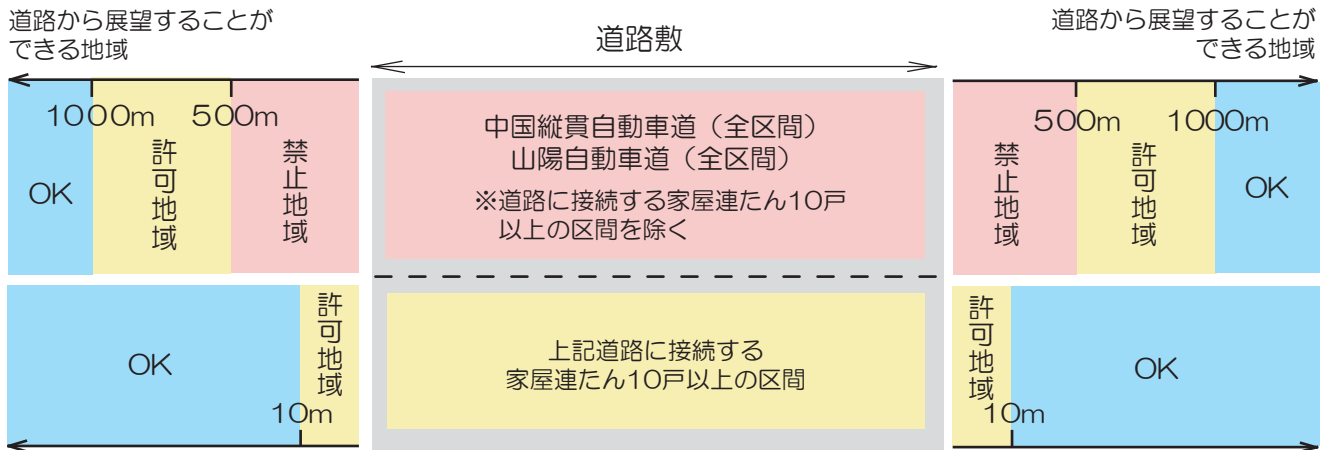 道路から展望することが
できる地域
道路敷
道路から展望することが
できる地域
1000m
500m
OK
許可地域
禁止地域
中国縦貫自動車道（全区間）
山陽自動車道（全区間）
※道路に接続する家屋連たん10戸
以上の区間を除く
500m
1000m
禁止地域
許可地域
OK
OK
許可地域
10m
上記道路に接続する
家屋連たん10戸以上の区間
許可地域
10m
OK